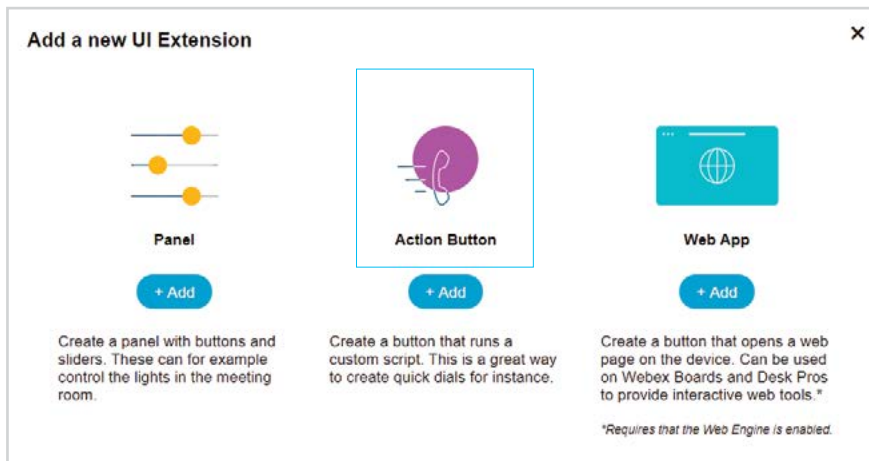 Add a new UI Extension
×
Panel
+ Add
Create a panel with buttons and
sliders. These can for example
control the lights in the meeting
room.
Action Button
+ Add
Create a button that runs a
custom script. This is a great way
to create quick dials for instance.
Web App
+ Add
Create a button that opens a web
page on the device. Can be used
on Webex Boards and Desk Pros
to provide interactive web tools.*
*Requires that the Web Engine is enabled.